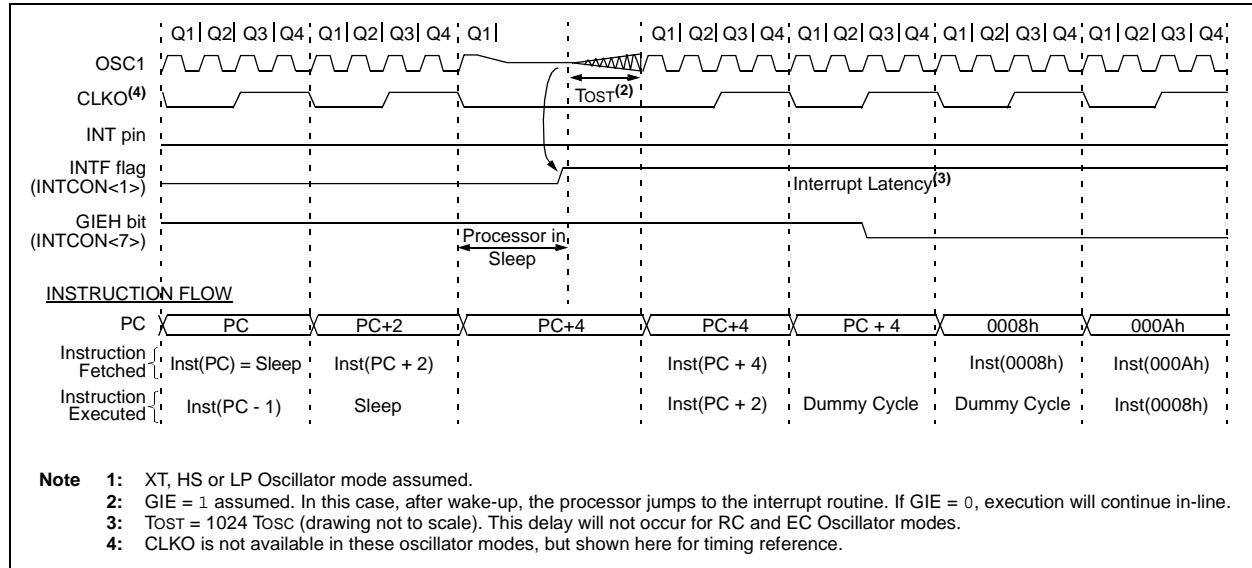 Q1 Q2 Q3 Q4 Q1 Q2 Q3 Q4 Q1 Q1 Q2 Q3 Q4 Q1 Q2 Q3 Q4 Q1 Q2 Q3 Q4 Q1 Q2 Q3 Q4
OSC1
CLKO(4)
TOST(2)
INT pin
INTF flag
(INTCON<1>)
Interrupt Latency(3)
GIEH bit
(INTCON<7>)
Processor in
Sleep
INSTRUCTION FLOW
PC PC PC+2 PC+4 PC+4 PC + 4 0008h 000Ah
Instruction
Fetched
Inst(PC) = Sleep Inst(PC + 2) Inst(PC + 4) Inst(0008h) Inst(000Ah)
Instruction
Executed
Inst(PC - 1) Sleep Inst(PC + 2) Dummy Cycle Dummy Cycle Inst(0008h)
Note 1: XT, HS or LP Oscillator mode assumed.
2: GIE = 1 assumed. In this case, after wake-up, the processor jumps to the interrupt routine. If GIE = 0, execution will continue in-line.
3: TOST = 1024 TOSC (drawing not to scale). This delay will not occur for RC and EC Oscillator modes.
4: CLKO is not available in these oscillator modes, but shown here for timing reference.